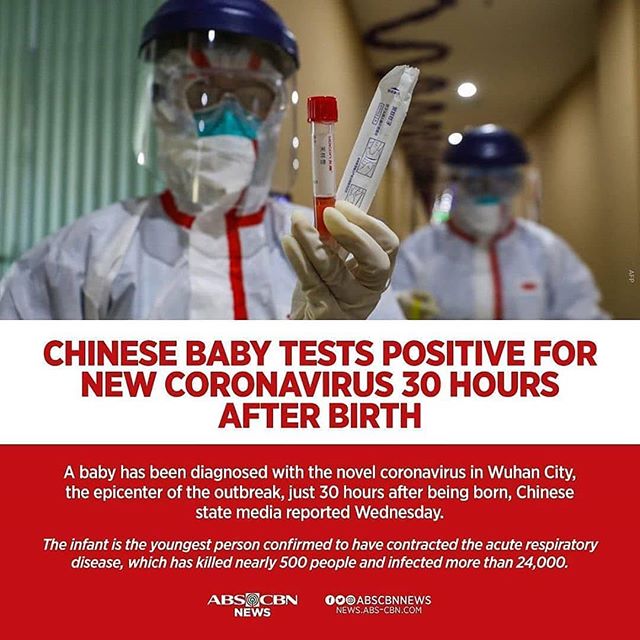 AFP
CHINESE BABY TESTS POSITIVE FOR
NEW CORONAVIRUS 30 HOURS
AFTER BIRTH
A baby has been diagnosed with the novel coronavirus in Wuhan City,
the epicenter of the outbreak, just 30 hours after being born, Chinese
state media reported Wednesday.
The infant is the youngest person confirmed to have contracted the acute respiratory
disease, which has killed nearly 500 people and infected more than 24,000.
ABS CBN
NEWS
ABSCBNNEWS
NEWS.ABS-CBN.COM